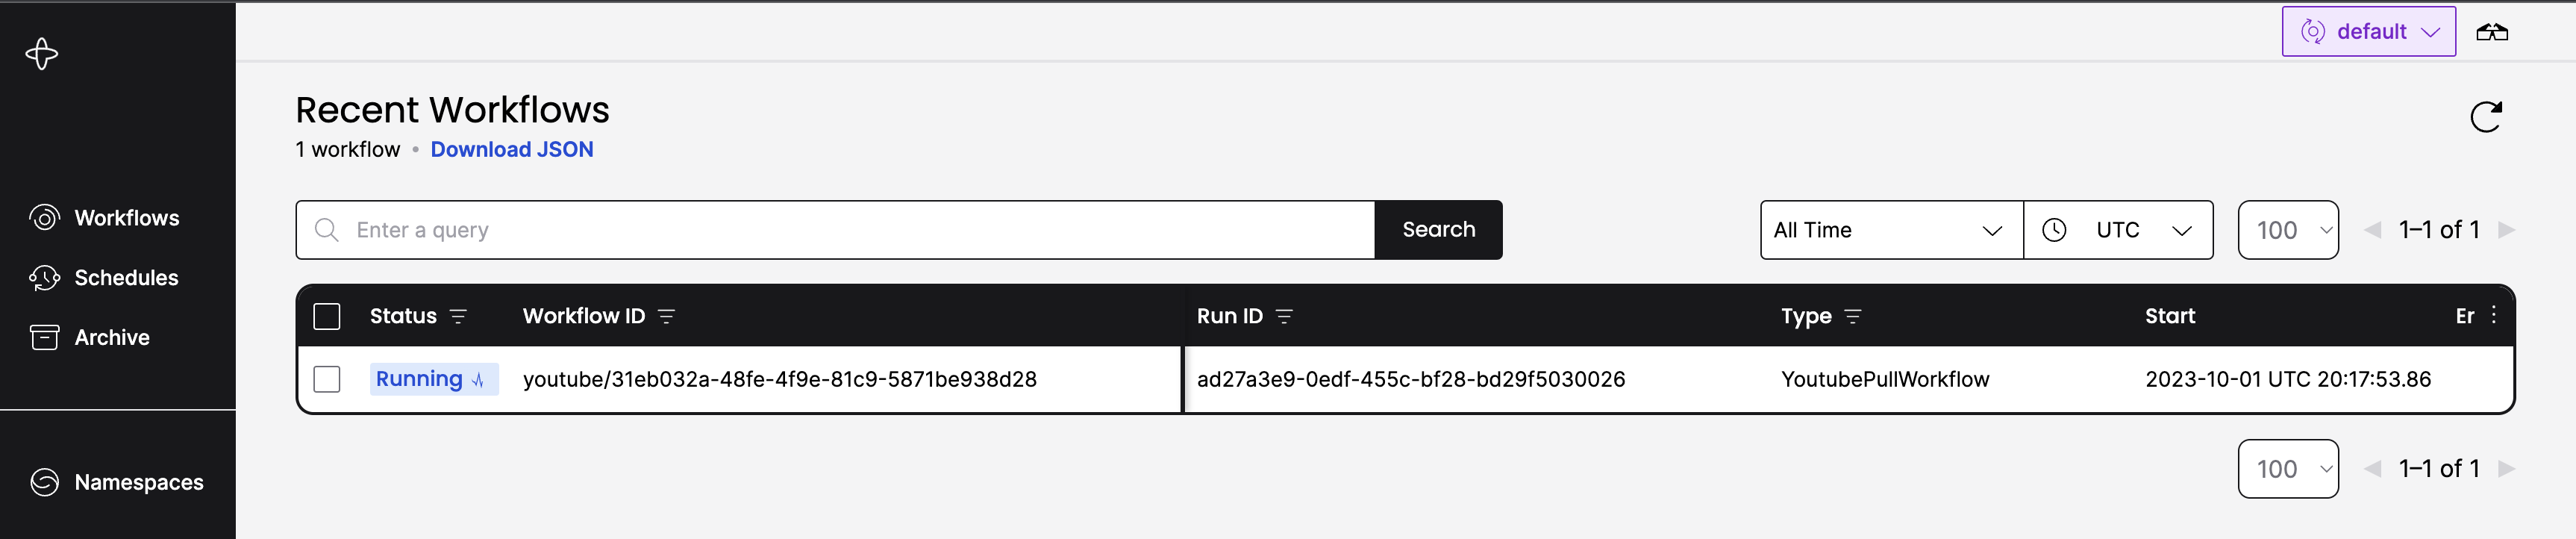 default
Recent Workflows
1 workflow • Download JSON
Workflows
Schedules
Archive
Namespaces
Enter a query
Search
All Time
UTC
100
1–1 of 1
Status Workflow ID Run ID Type Start Er
Running youtube/31eb032a-48fe-4f9e-81c9-5871be938d28 ad27a3e9-0edf-455c-bf28-bd29f5030026 YoutubePullWorkflow 2023-10-01 UTC 20:17:53.86
100
1–1 of 1